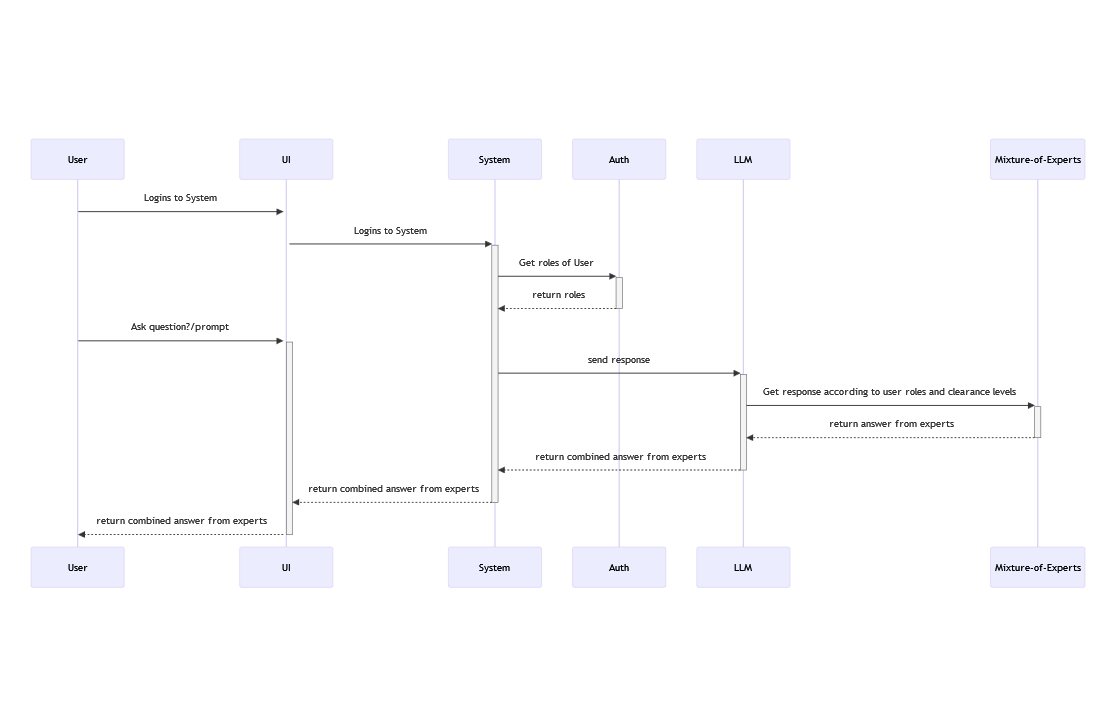 User
UI
System
Auth
LLM
Mixture-of-Experts
Logins to System
Logins to System
Get roles of User
return roles
Ask question?/prompt
send response
Get response according to user roles and clearance levels
return answer from experts
return combined answer from experts
return combined answer from experts
return combined answer from experts
User
UI
System
Auth
LLM
Mixture-of-Experts